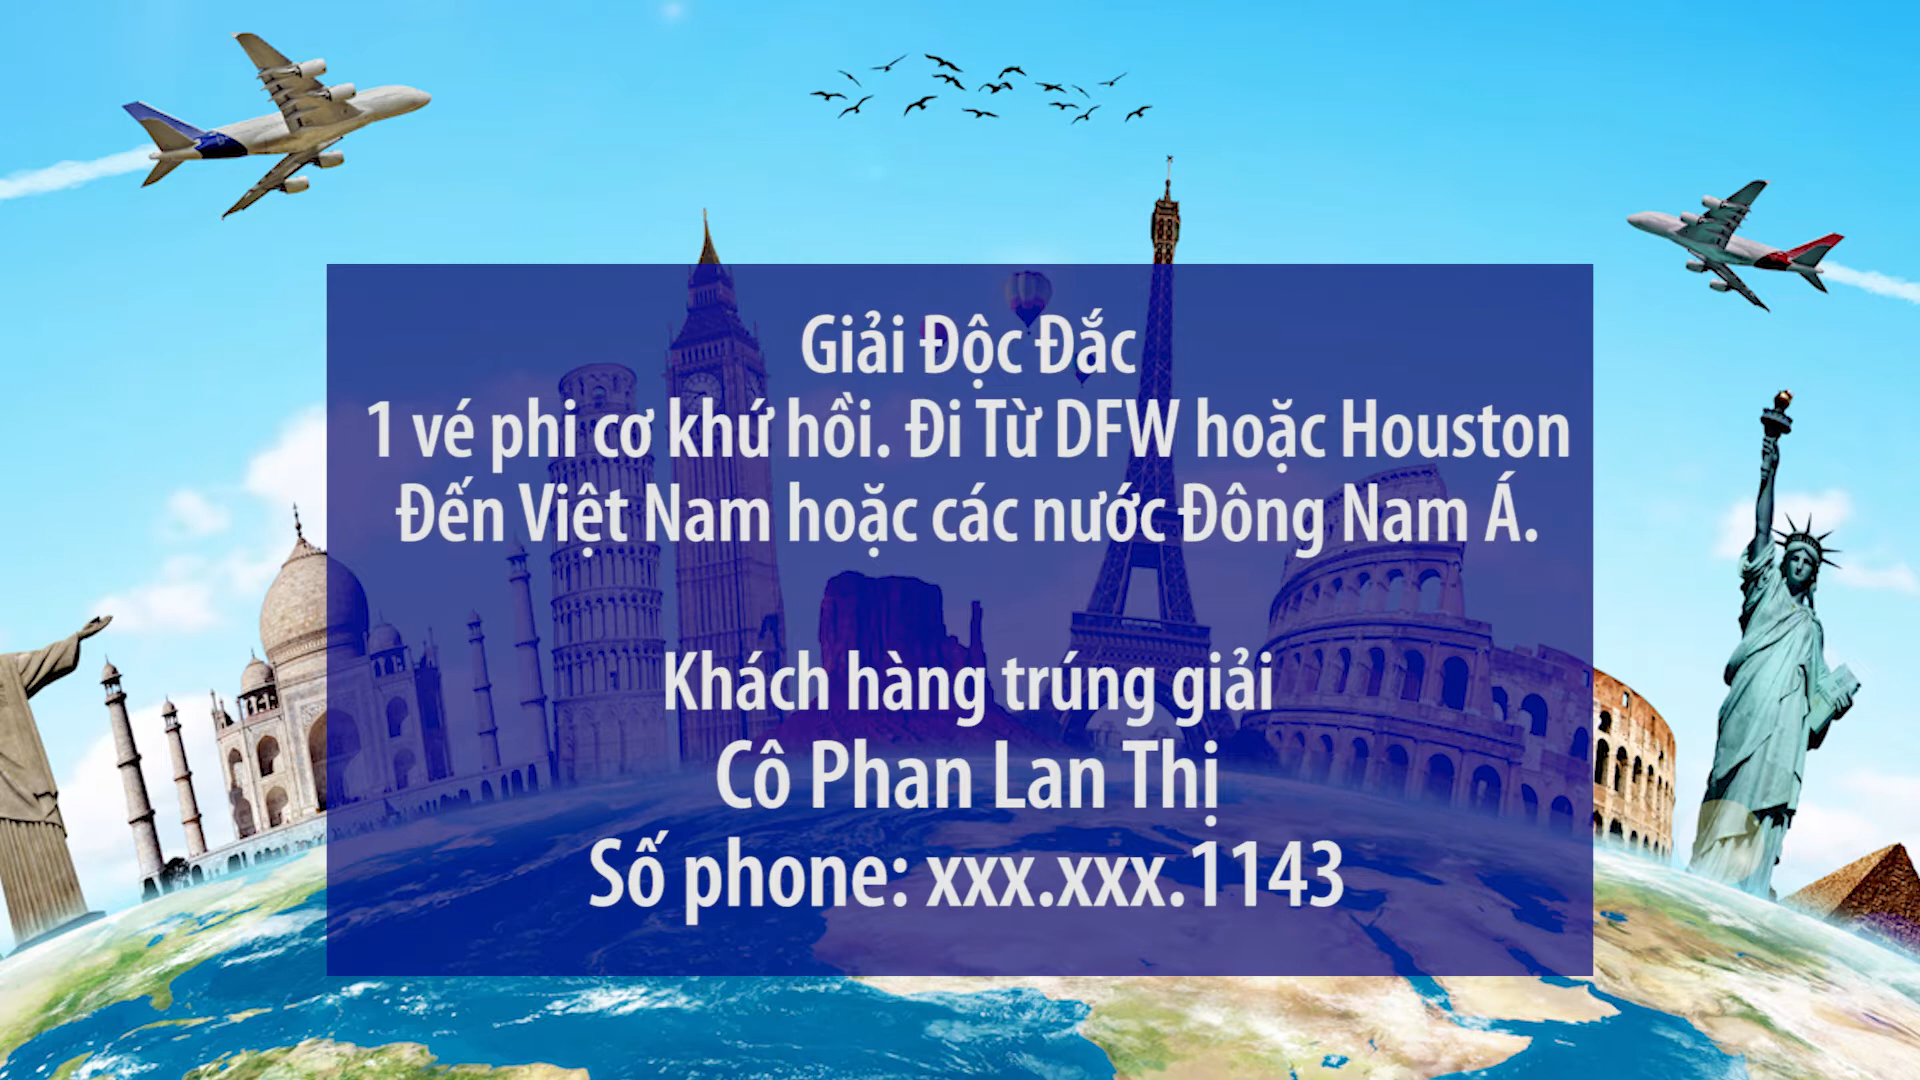 Giải Độc Đắc
1 vé phi cơ khứ hồi. Đi Từ DFW hoặc Houston
Đến Việt Nam hoặc các nước Đông Nam Á.
Khách hàng trúng giải
Cô Phan Lan Thị
Số phone: xxx.xxx.1143